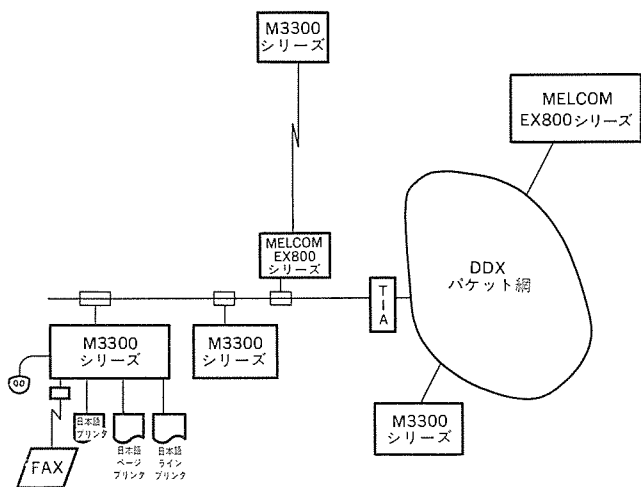 M3300
シリーズ
MELCOM
EX800シリーズ
MELCOM
EX800
シリーズ
DDX
パケット網
T
I
A
M3300
シリーズ
M3300
シリーズ
M3300
シリーズ
日本語
プリンタ
日本語
ページ
プリンタ
日本語
ライン
プリンタ
FAX